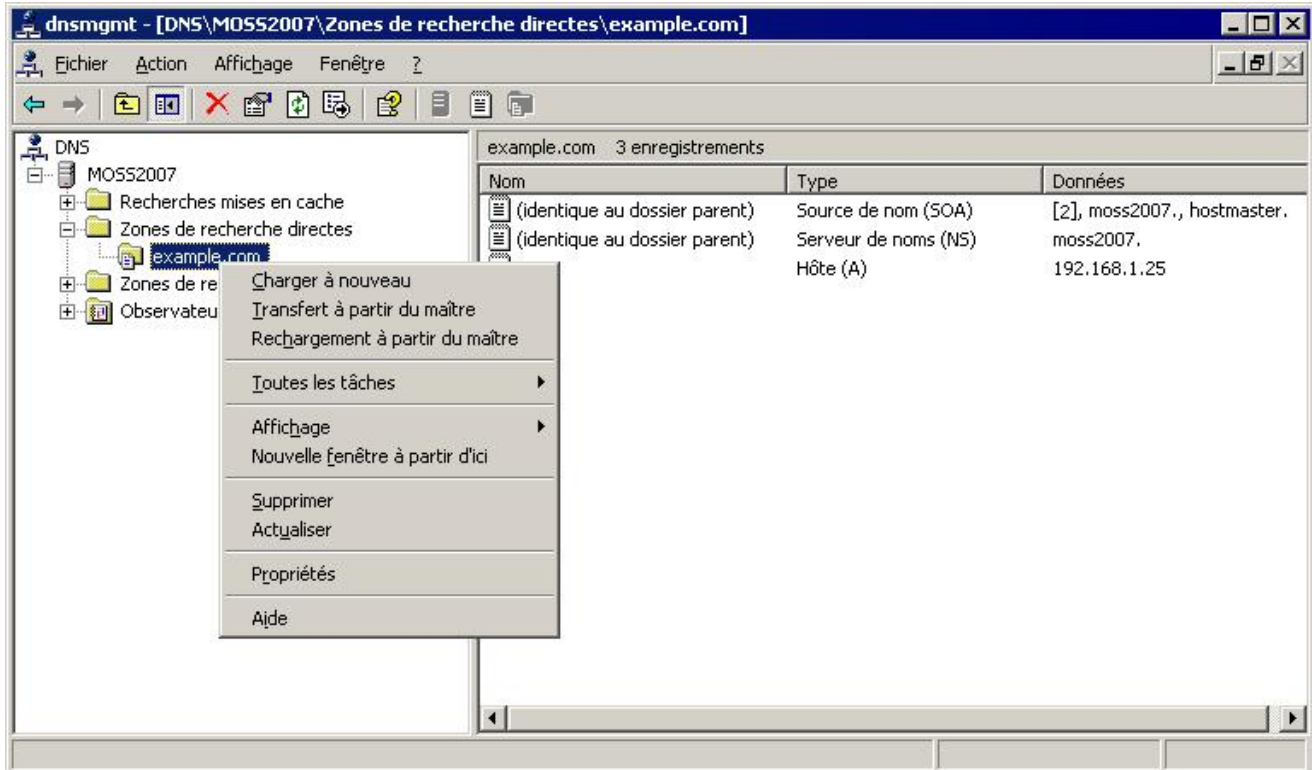 dnsmgmt - [DNS\MOSS2007\Zones de recherche directes\example.com]
Fichier Action Affichage Fenêtre ?
DNS
MOSS2007
Recherches mises en cache
Zones de recherche directes
example.com
Zones de re
Observateu
Charger à nouveau
Transfert à partir du maître
Rechargement à partir du maître
Toutes les tâches
Affichage
Nouvelle fenêtre à partir d'ici
Supprimer
Actualiser
Propriétés
Aide
example.com 3 enregistrements
Nom Type Données
(identique au dossier parent) Source de nom (SOA) [2], moss2007., hostmaster.
(identique au dossier parent) Serveur de noms (NS) moss2007.
Hôte (A) 192.168.1.25